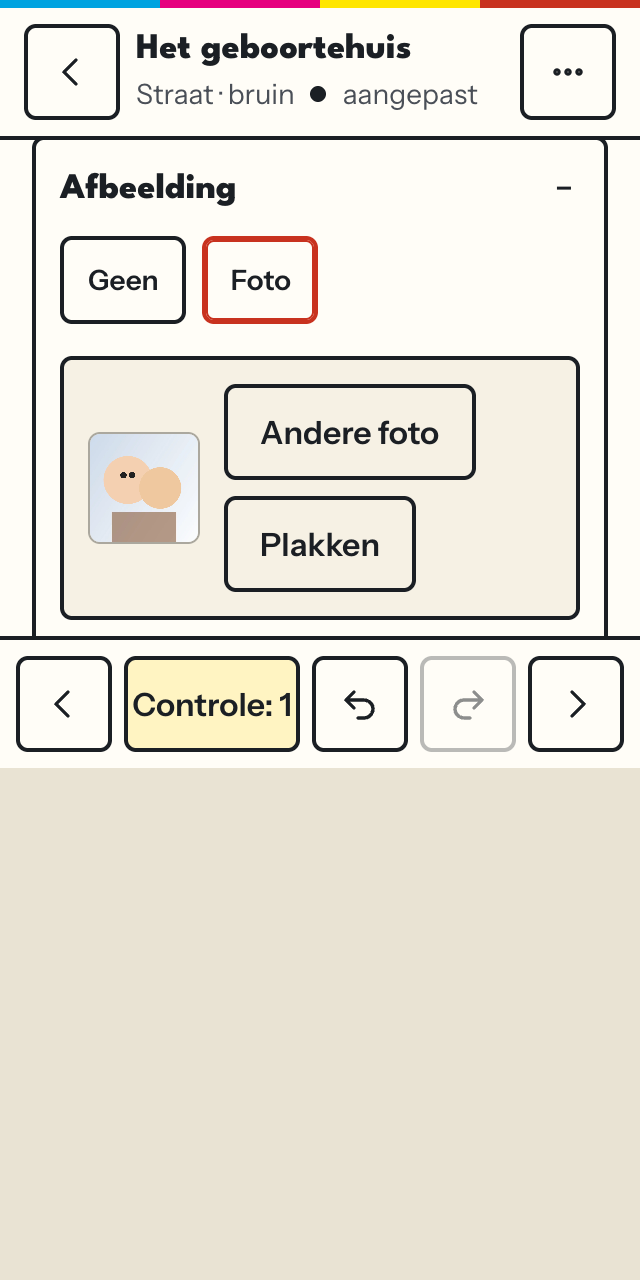 Het geboortehuis
Straat · bruin ● aangepast
Afbeelding
Geen
Foto
Andere foto
Plakken
Controle: 1